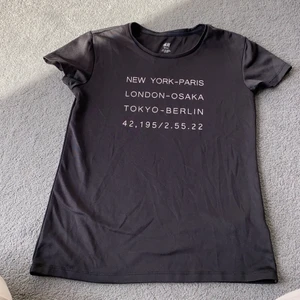 H&M
NEW YORK-PARIS
LONDON-OSAKA
TOKYO-BERLIN
42,195/2.55.22